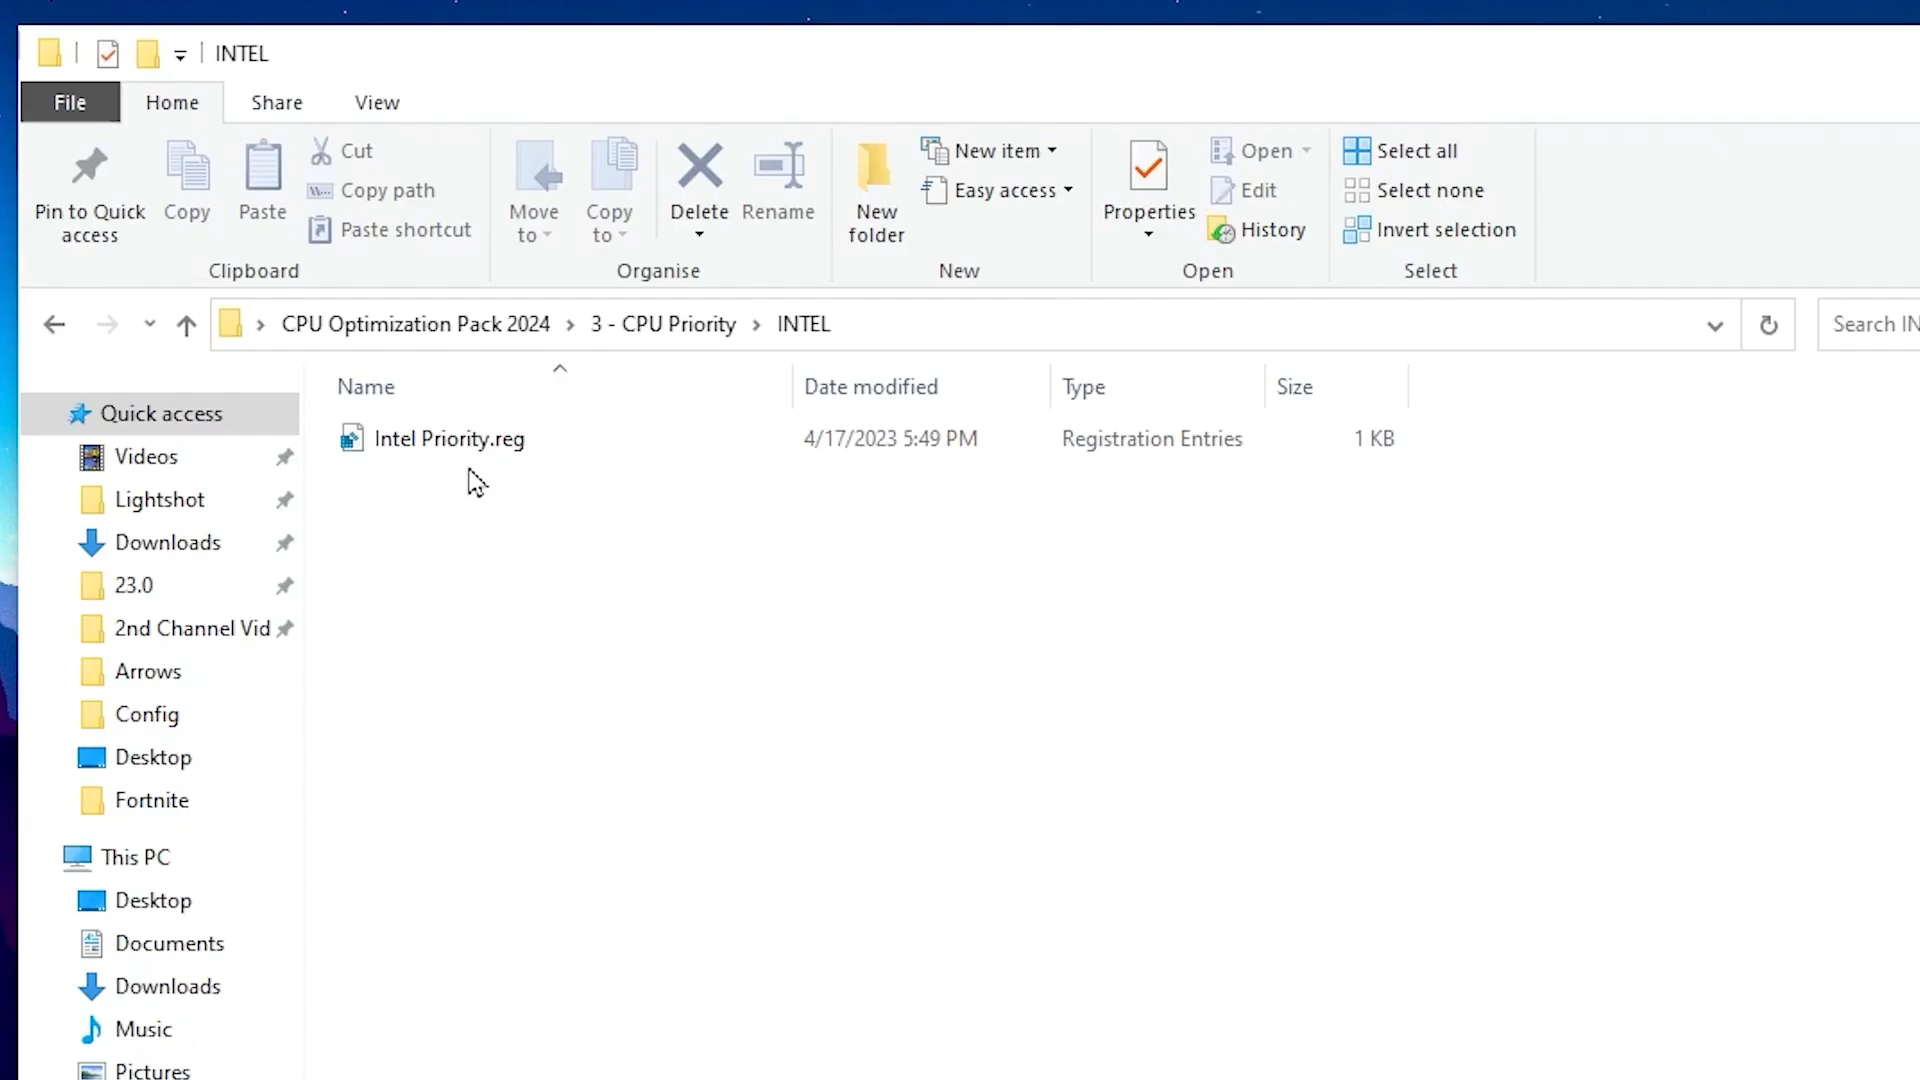 INTEL
File Home Share View
Pin to Quick access
Copy
Paste
Cut
Copy path
Paste shortcut
Clipboard
Move to
Copy to
Delete
Rename
Organise
New folder
New item
Easy access
New
Properties
Open
Edit
History
Open
Select all
Select none
Invert selection
Select
CPU Optimization Pack 2024 3 - CPU Priority INTEL
Search IN
Name Date modified Type Size
Intel Priority.reg 4/17/2023 5:49 PM Registration Entries 1 KB
Quick access
Videos
Lightshot
Downloads
23.0
2nd Channel Vid
Arrows
Config
Desktop
Fortnite
This PC
Desktop
Documents
Downloads
Music
Pictures